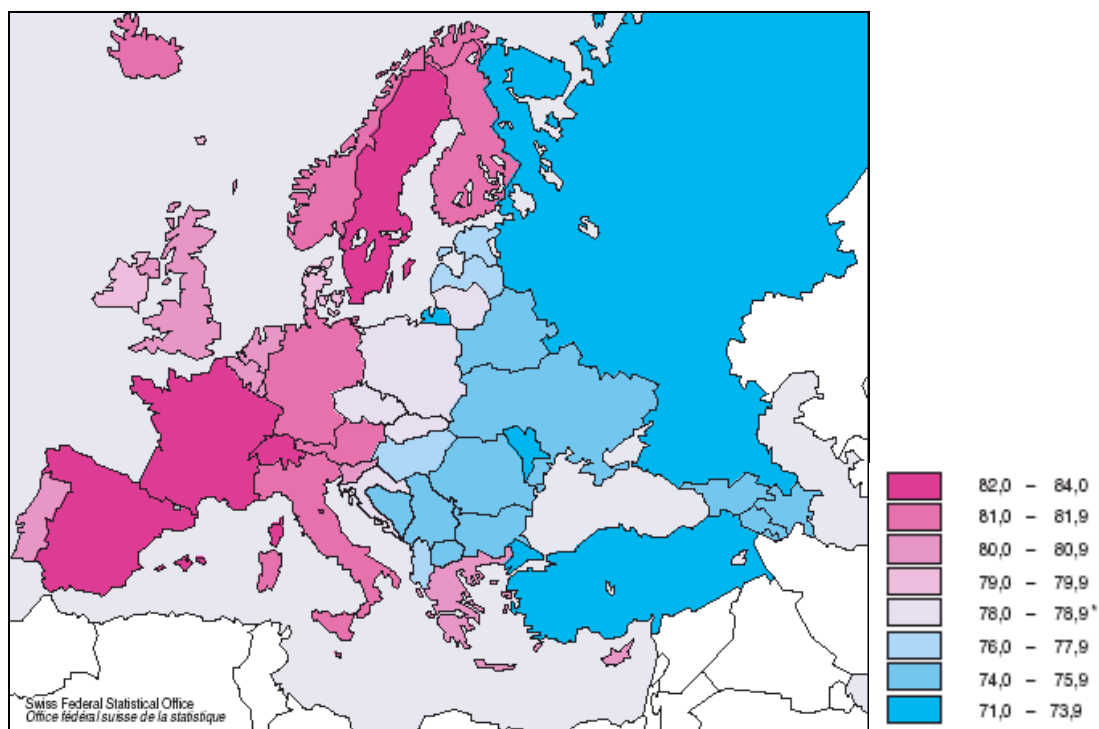 82,0 – 84,0
81,0 – 81,9
80,0 – 80,9
79,0 – 79,9
78,0 – 78,9*
76,0 – 77,9
74,0 – 75,9
71,0 – 73,9
Swiss Federal Statistical Office
Office fédéral suisse de la statistique